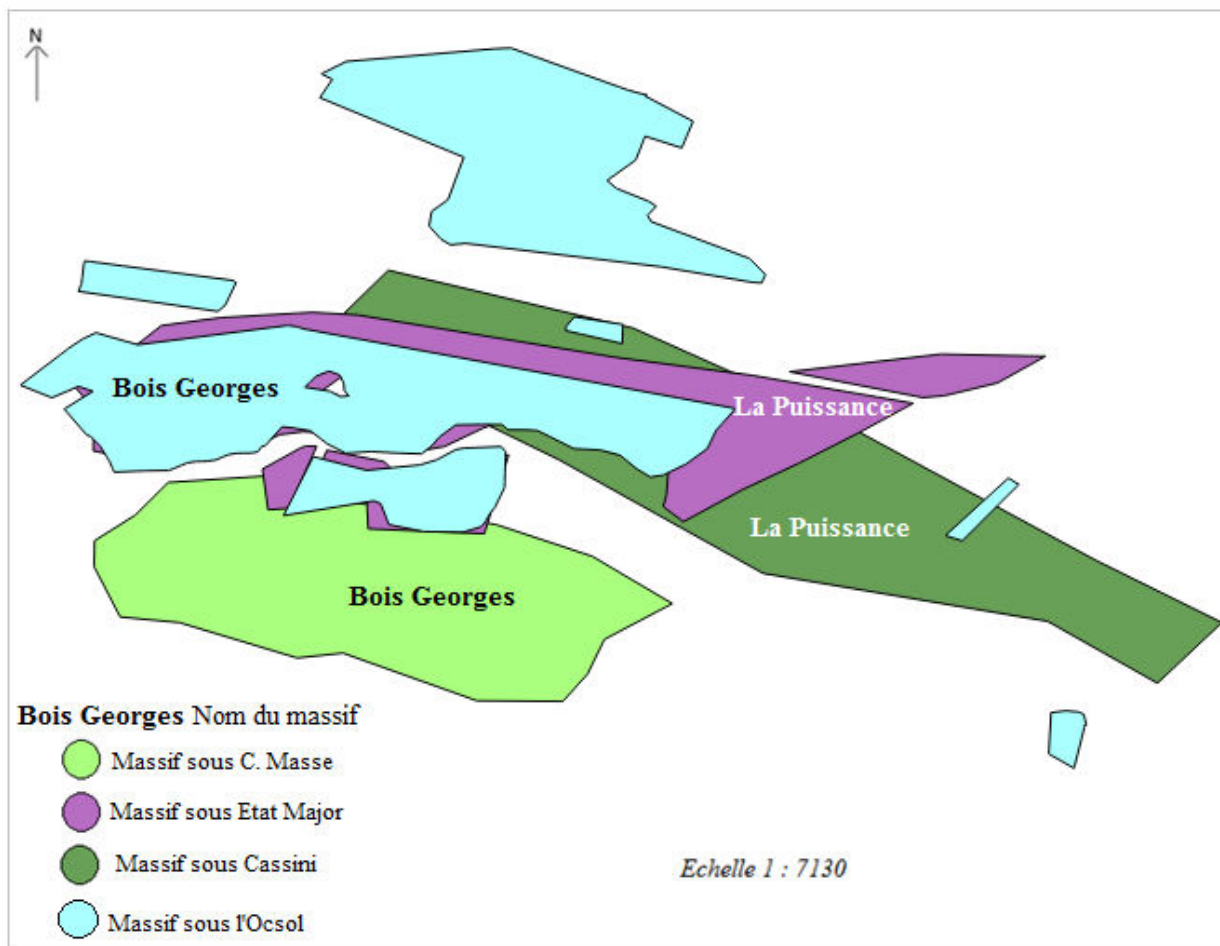 N
Bois Georges
La Puissance
La Puissance
Bois Georges
Bois Georges Nom du massif
Massif sous C. Masse
Massif sous Etat Major
Massif sous Cassini
Echelle 1 : 7130
Massif sous l'Ocsol